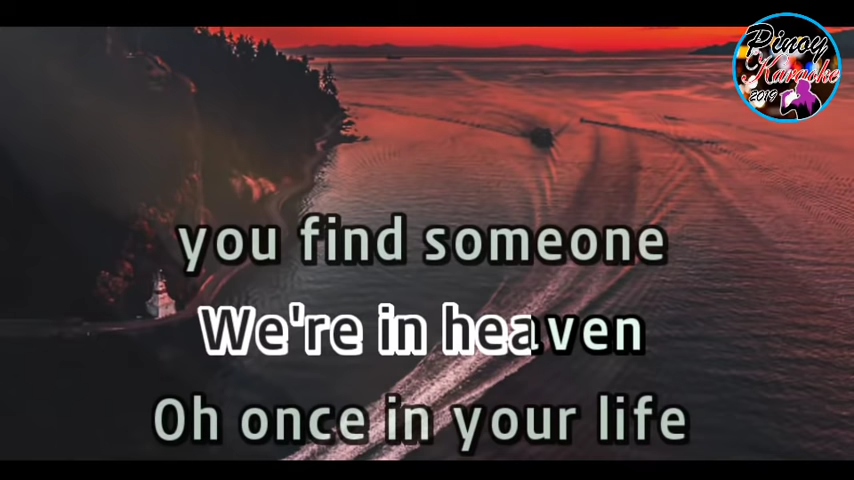 Pinoy
Karaoke
2019
you find someone
We're in heaven
Oh once in your life